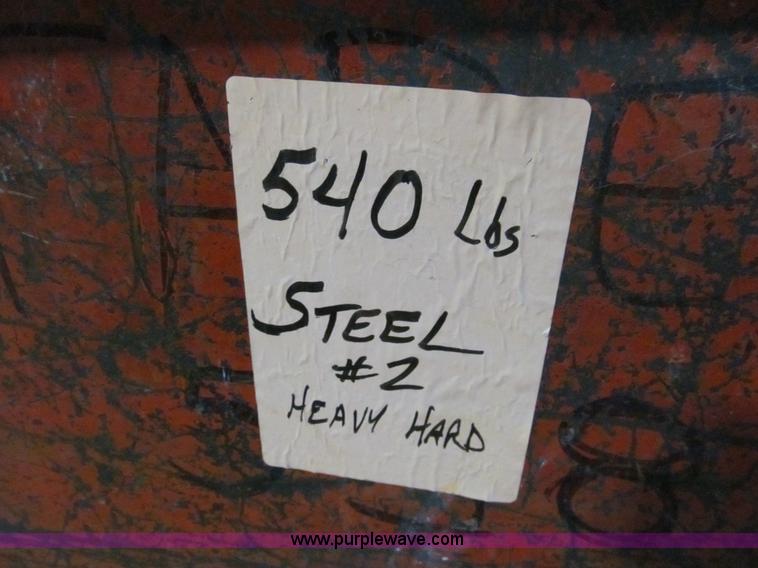 540 Lbs
STEEL
#2
HEAVY HARD
www.purplewave.com